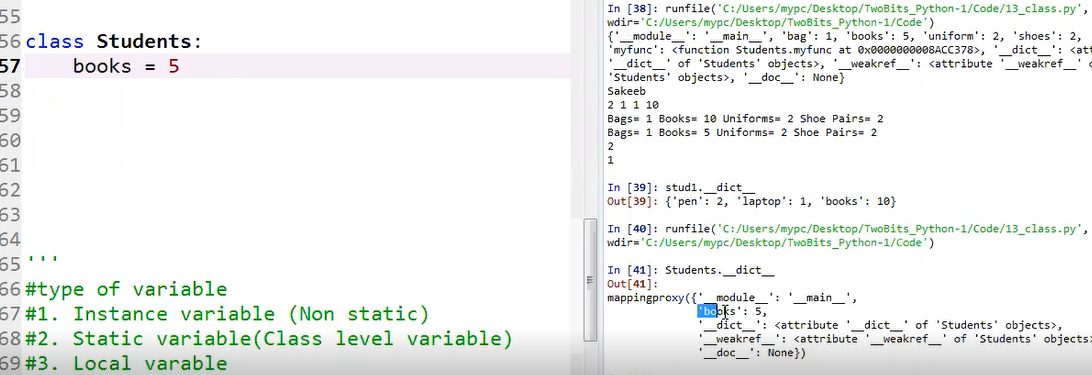 55
56 class Students:
57     books = 5
58
59
60
61
62
63
64
65 '''
66 #type of variable
67 #1. Instance variable (Non static)
68 #2. Static variable(Class level variable)
69 #3. Local varable
In [38]: runfile('C:/Users/mypc/Desktop/TwoBits_Python-1/Code/13_class.py',
wdir='C:/Users/mypc/Desktop/TwoBits_Python-1/Code')
{'__module__': '__main__', 'bag': 1, 'books': 5, 'uniform': 2, 'shoes': 2,
'myfunc': <function Students.myfunc at 0x0000000008ACC378>, '__dict__': <at
'__dict__' of 'Students' objects>, '__weakref__': <attribute '__weakref__' o
'Students' objects>, '__doc__': None}
Sakeeb
2 1 1 10
Bags= 1 Books= 10 Uniforms= 2 Shoe Pairs= 2
Bags= 1 Books= 5 Uniforms= 2 Shoe Pairs= 2
2
1
In [39]: stud1.__dict__
Out[39]: {'pen': 2, 'laptop': 1, 'books': 10}
In [40]: runfile('C:/Users/mypc/Desktop/TwoBits_Python-1/Code/13_class.py',
wdir='C:/Users/mypc/Desktop/TwoBits_Python-1/Code')
In [41]: Students.__dict__
Out[41]:
mappingproxy({'__module__': '__main__',
'books': 5,
'__dict__': <attribute '__dict__' of 'Students' objects>,
'__weakref__': <attribute '__weakref__' of 'Students' objects
'__doc__': None})